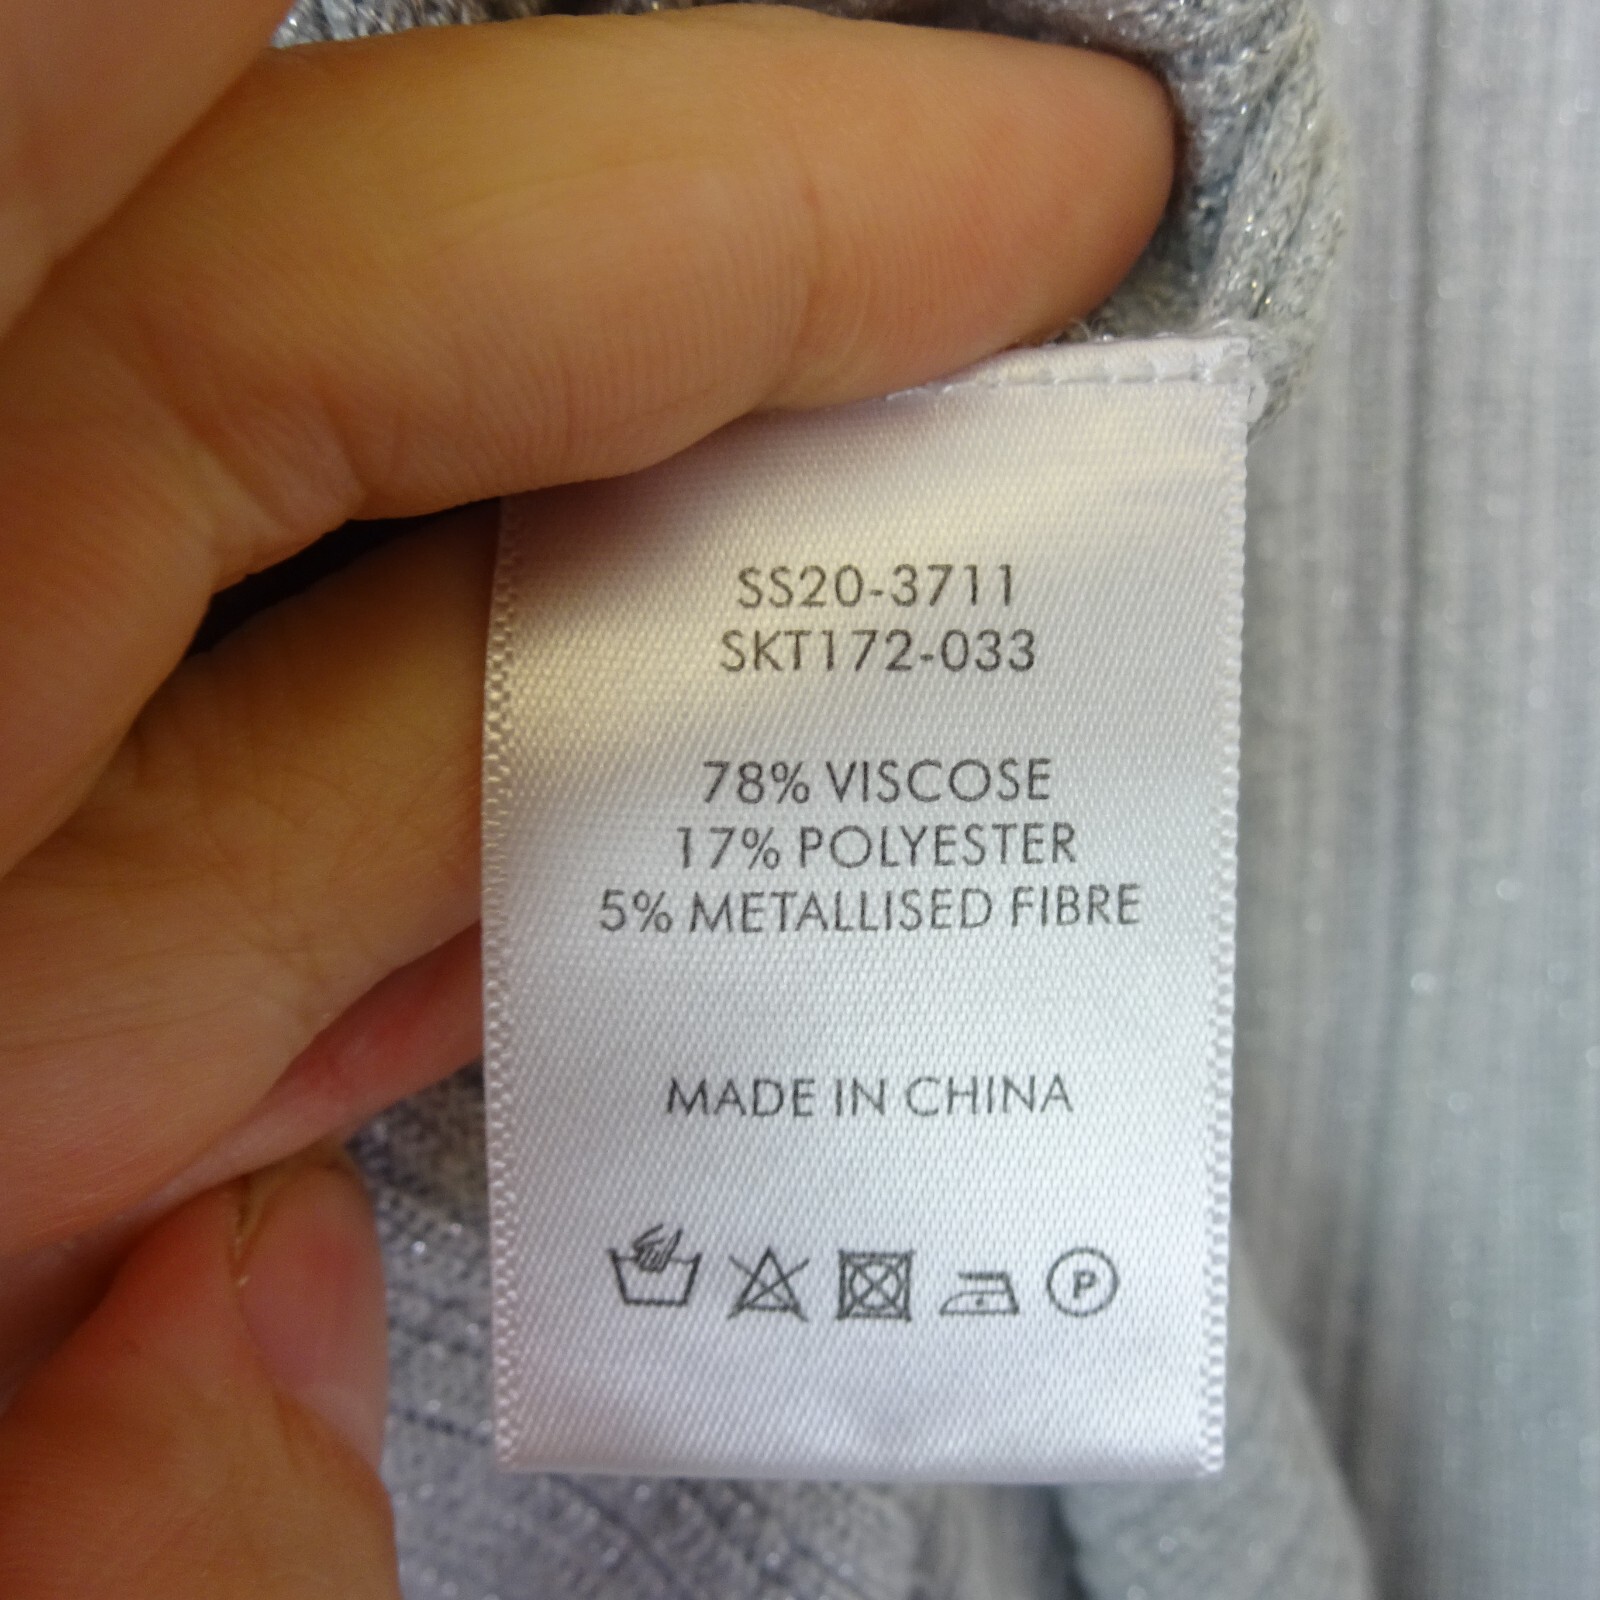 SS20-3711
SKT172-033
78% VISCOSE
17% POLYESTER
5% METALLISED FIBRE
MADE IN CHINA
P